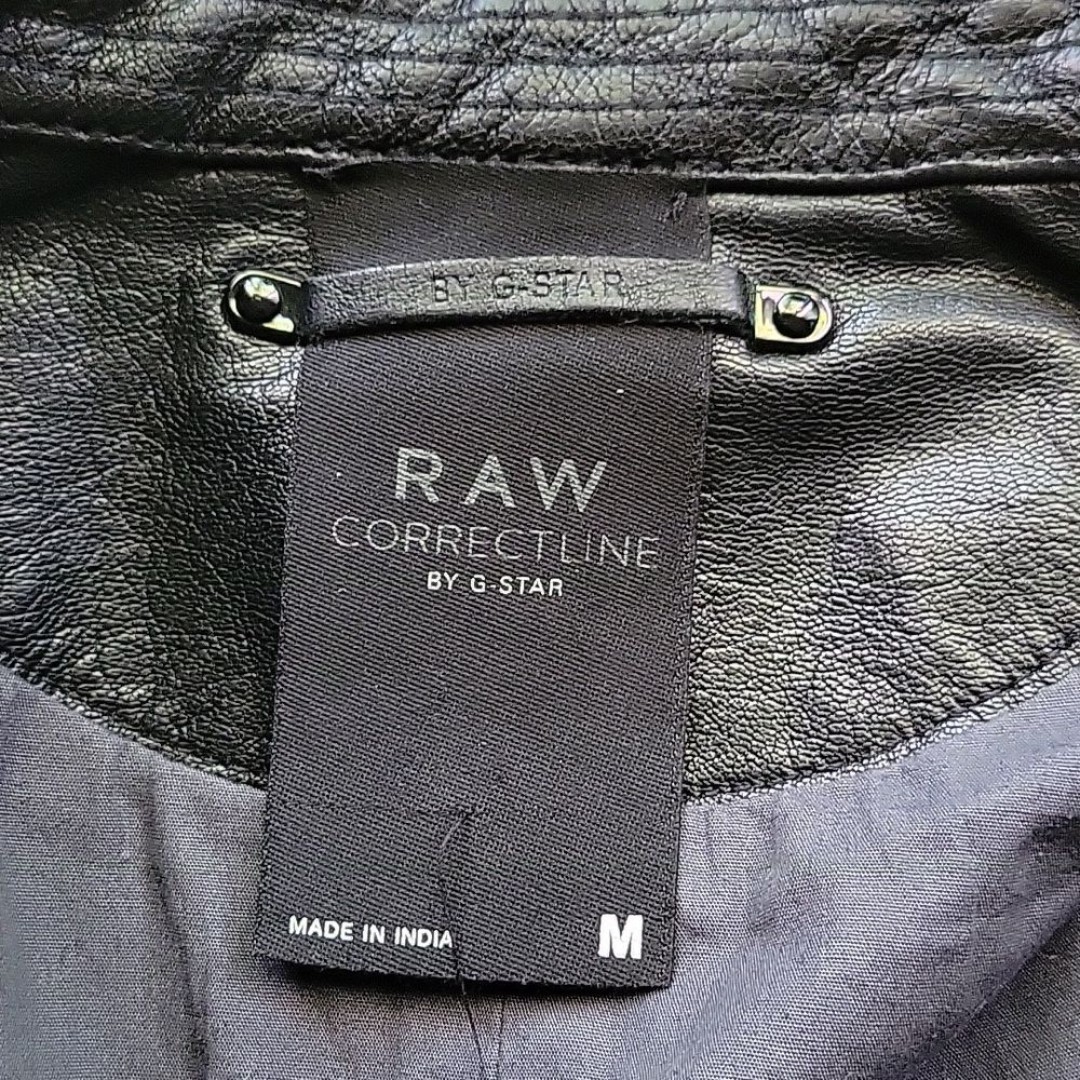 BY G-STAR
RAW
CORRECTLINE
BY G-STAR
MADE IN INDIA
M